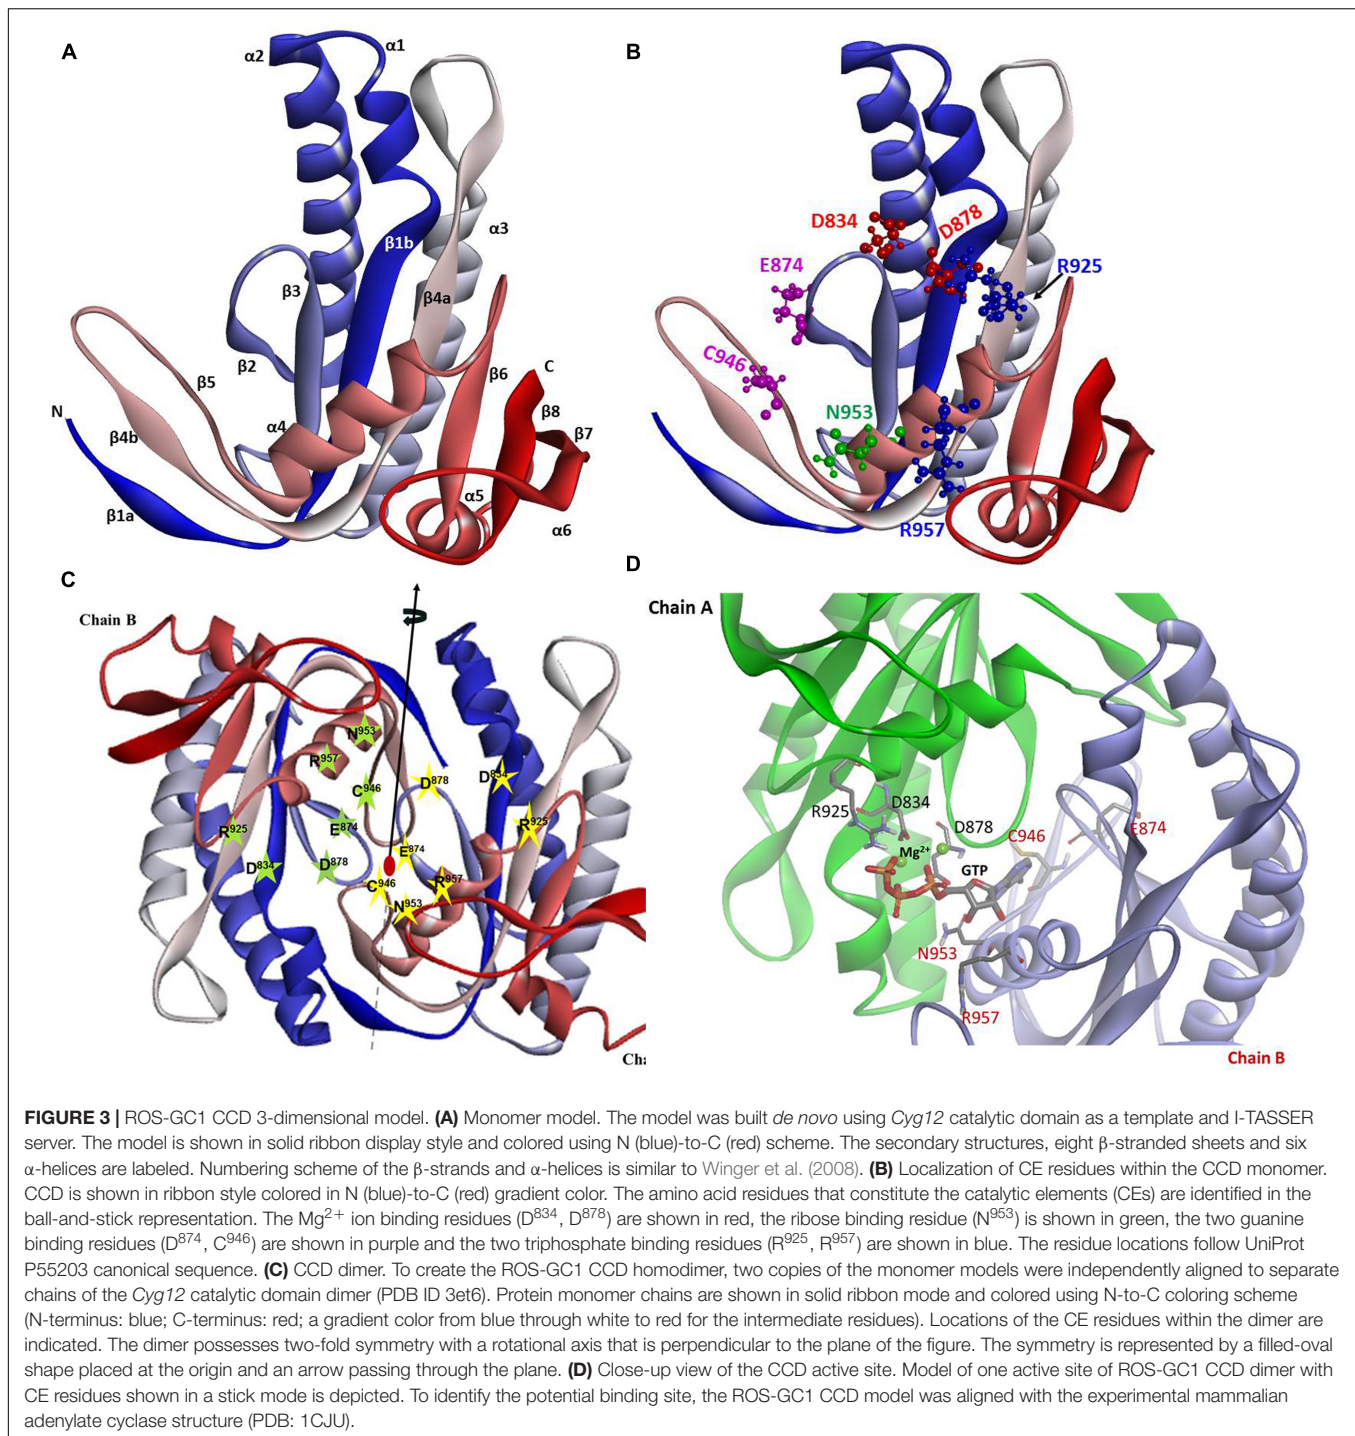 A
α2
α1
α3
β1b
β3
β4a
β2
β5
β6
C
N
α4
β8
β4b
β7
β1a
α5
α6
B
D834
D878
E874
R925
C946
N953
R957
C
Chain B
N953
R957
D878
D834
C946
R925
E874
R925
D834
D878
E874
C946
R957
N953
Cha
D
Chain A
R925
D834
D878
C946
E874
Mg2+
GTP
N953
R957
Chain B
FIGURE 3 | ROS-GC1 CCD 3-dimensional model. (A) Monomer model. The model was built de novo using Cyg12 catalytic domain as a template and I-TASSER
server. The model is shown in solid ribbon display style and colored using N (blue)-to-C (red) scheme. The secondary structures, eight β-stranded sheets and six
α-helices are labeled. Numbering scheme of the β-strands and α-helices is similar to Winger et al. (2008). (B) Localization of CE residues within the CCD monomer.
CCD is shown in ribbon style colored in N (blue)-to-C (red) gradient color. The amino acid residues that constitute the catalytic elements (CEs) are identified in the
ball-and-stick representation. The Mg2+ ion binding residues (D834, D878) are shown in red, the ribose binding residue (N953) is shown in green, the two guanine
binding residues (D874, C946) are shown in purple and the two triphosphate binding residues (R925, R957) are shown in blue. The residue locations follow UniProt
P55203 canonical sequence. (C) CCD dimer. To create the ROS-GC1 CCD homodimer, two copies of the monomer models were independently aligned to separate
chains of the Cyg12 catalytic domain dimer (PDB ID 3et6). Protein monomer chains are shown in solid ribbon mode and colored using N-to-C coloring scheme
(N-terminus: blue; C-terminus: red; a gradient color from blue through white to red for the intermediate residues). Locations of the CE residues within the dimer are
indicated. The dimer possesses two-fold symmetry with a rotational axis that is perpendicular to the plane of the figure. The symmetry is represented by a filled-oval
shape placed at the origin and an arrow passing through the plane. (D) Close-up view of the CCD active site. Model of one active site of ROS-GC1 CCD dimer with
CE residues shown in a stick mode is depicted. To identify the potential binding site, the ROS-GC1 CCD model was aligned with the experimental mammalian
adenylate cyclase structure (PDB: 1CJU).